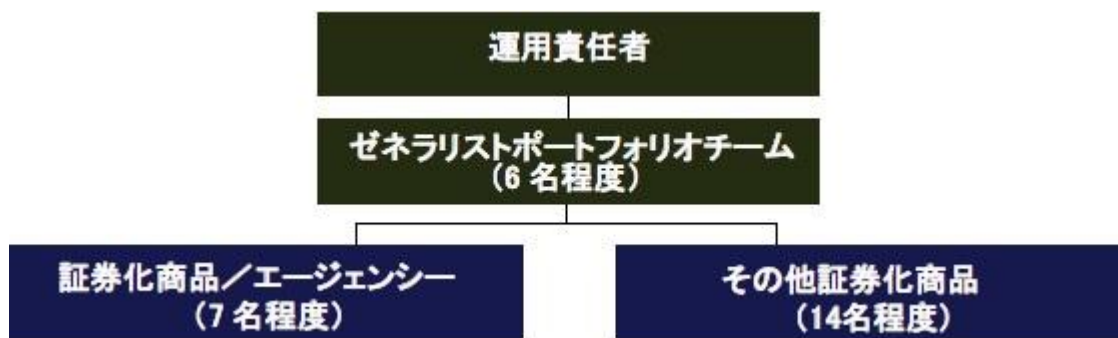 運用責任者
ゼネラリストポートフォリオチーム
（6 名程度）
証券化商品／エージェンシー
（7 名程度）
その他証券化商品
（14名程度）